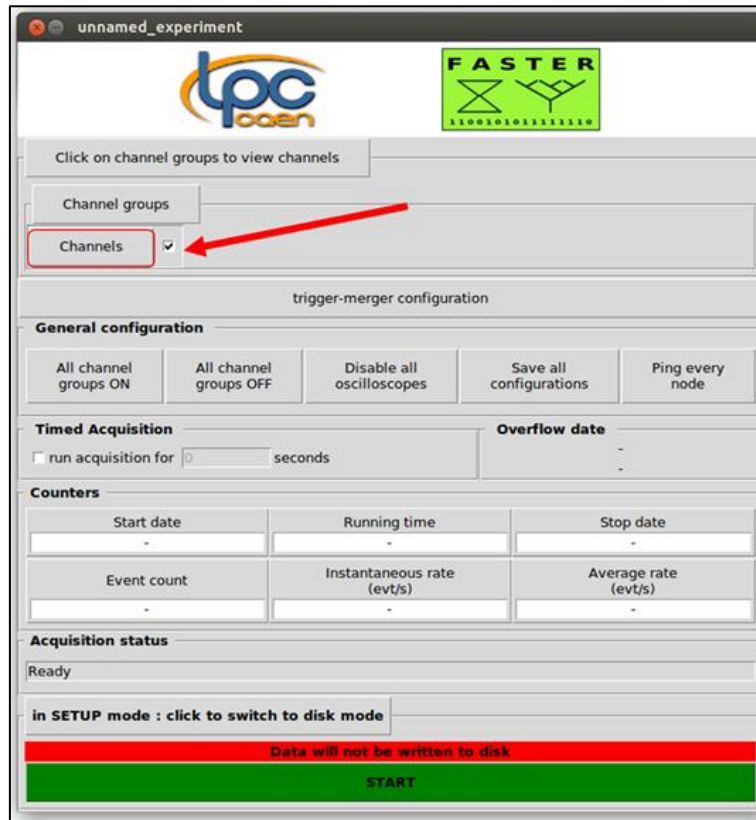 unnamed_experiment
LPC
caen
FASTER
1100101011111110
Click on channel groups to view channels
Channel groups
Channels
trigger-merger configuration
General configuration
All channel
groups ON
All channel
groups OFF
Disable all
oscilloscopes
Save all
configurations
Ping every
node
Timed Acquisition
run acquisition for 0 seconds
Overflow date
-
-
Counters
Start date
Running time
Stop date
-
-
-
Event count
Instantaneous rate
(evt/s)
Average rate
(evt/s)
-
-
-
Acquisition status
Ready
in SETUP mode : click to switch to disk mode
Data will not be written to disk
START